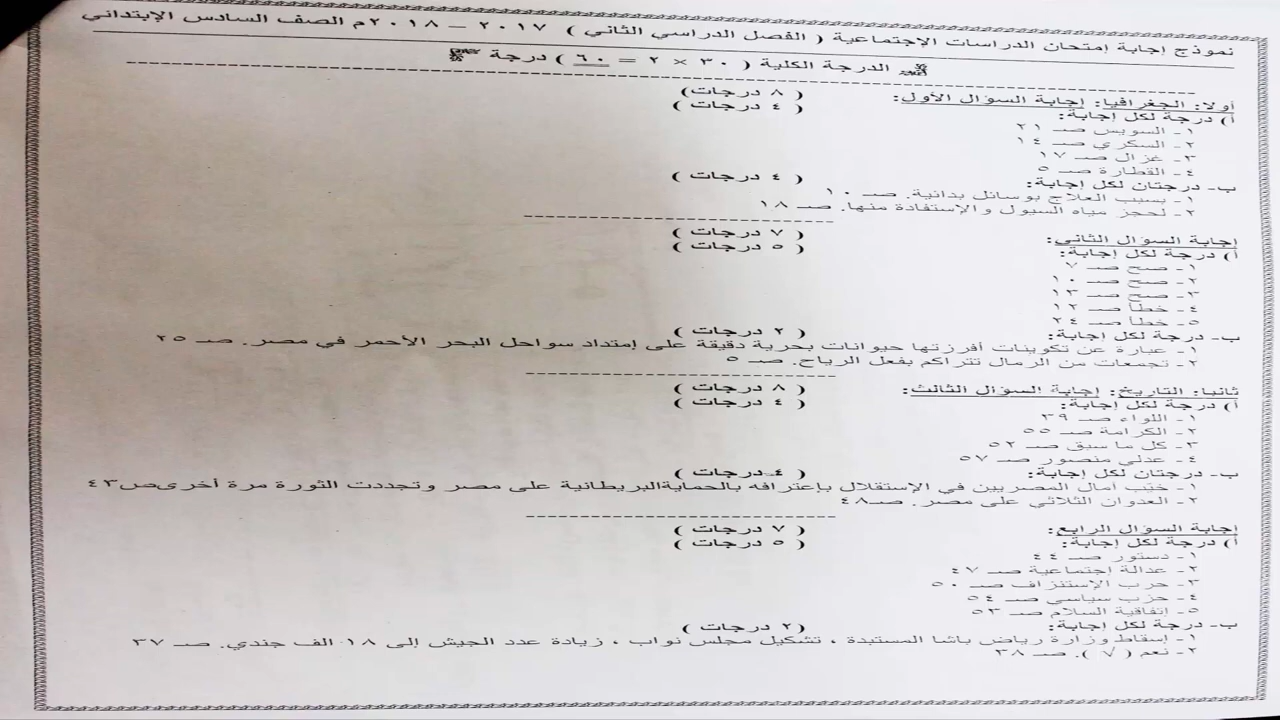 نموذج إجابة إمتحان الدراسات الإجتماعية ( الفصل الدراسي الثاني ) ٢٠١٧ – ٢٠١٨م الصف السادس الإبتدائي
الدرجة الكلية ( ٣٠ × ٢ = ٦٠ ) درجة
أولا: الجغرافيا: إجابة السؤال الأول: ( ٨ درجات)
أ) درجة لكل إجابة: ( ٤ درجات )
١- السويس صـ ٢١
٢- السكري صـ ١٤
٣- غزال صـ ١٧
٤- القطارة صـ ٥
ب- درجتان لكل إجابة: ( ٤ درجات )
١- بسبب العلاج بوسائل بدائية. صـ ١٠
٢- لحجز مياه السيول والإستفادة منها. صـ ١٨
إجابة السؤال الثاني: ( ٧ درجات )
أ) درجة لكل إجابة: ( ٥ درجات )
١- صح صـ ٧
٢- صح صـ ١٠
٣- صح صـ ١٣
٤- خطأ صـ ١٢
٥- خطأ صـ ٢٤
ب- درجة لكل إجابة: ( ٢ درجات )
١- عبارة عن تكوينات أفرزتها حيوانات بحرية دقيقة على إمتداد سواحل البحر الأحمر في مصر. صـ ٢٥
٢- تجمعات من الرمال تتراكم بفعل الرياح. صـ ٥
ثانيا: التاريخ: إجابة السؤال الثالث: ( ٨ درجات )
أ) درجة لكل إجابة: ( ٤ درجات )
١- اللواء صـ ٣٩
٢- الكرامة صـ ٥٥
٣- كل ما سبق صـ ٥٢
٤- عدلي منصور صـ ٥٧
ب- درجتان لكل إجابة: ( ٤ درجات )
١- خيّب أمال المصريين في الإستقلال بإعترافه بالحمايةالبريطانية على مصر وتجددت الثورة مرة أخرى.ص٤٣
٢- العدوان الثلاثي على مصر. صـ٤٨
إجابة السؤال الرابع: ( ٧ درجات )
أ) درجة لكل إجابة: ( ٥ درجات )
١- دستور صـ ٤٤
٢- عدالة إجتماعية صـ ٤٧
٣- حرب الإستنزاف صـ ٥٠
٤- حزب سياسي صـ ٥٤
٥- اتفاقية السلام صـ ٥٣
ب- درجة لكل إجابة: ( ٢ درجات )
١- إسقاط وزارة رياض باشا المستبدة ، تشكيل مجلس نواب ، زيادة عدد الجيش إلى ١٨ الف جندي. صـ ٣٧
٢- نعم ( √ ). صـ ٣٨